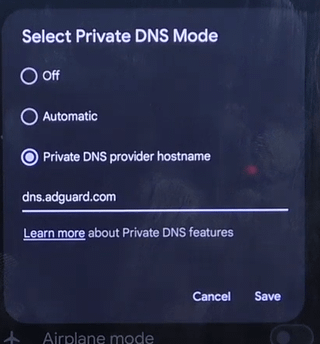 Select Private DNS Mode
Off
Automatic
Private DNS provider hostname
dns.adguard.com
Learn more about Private DNS features
Cancel
Save
Airplane mode